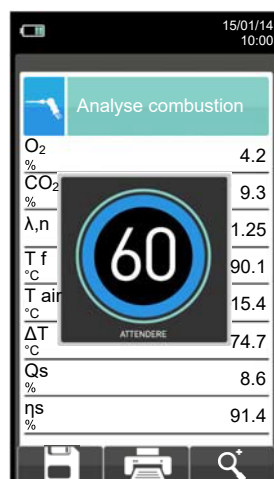 15/01/14
10:00
Analyse combustion
O₂
%
4.2
CO₂
%
9.3
λ,n
1.25
T f
°C
90.1
T air
°C
15.4
ΔT
°C
74.7
Qs
%
8.6
ηs
%
91.4
60
ATTENDERE